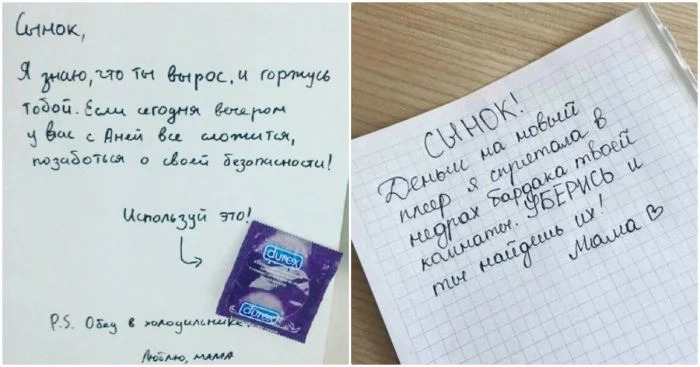 Сынок,
Я знаю, что ты вырос, и горжусь
тобой. Если сегодня вечером
у вас с Аней все сложится,
позаботься о своей безопасности!
Используй это!
durex
durex
P.S. Обед в холодильнике.
Люблю, мама
СЫНОК!
Деньги на новый
плеер я спрятала в
недрах бардака твоей
комнаты. УБЕРИСЬ и
ты найдешь их!
Мама